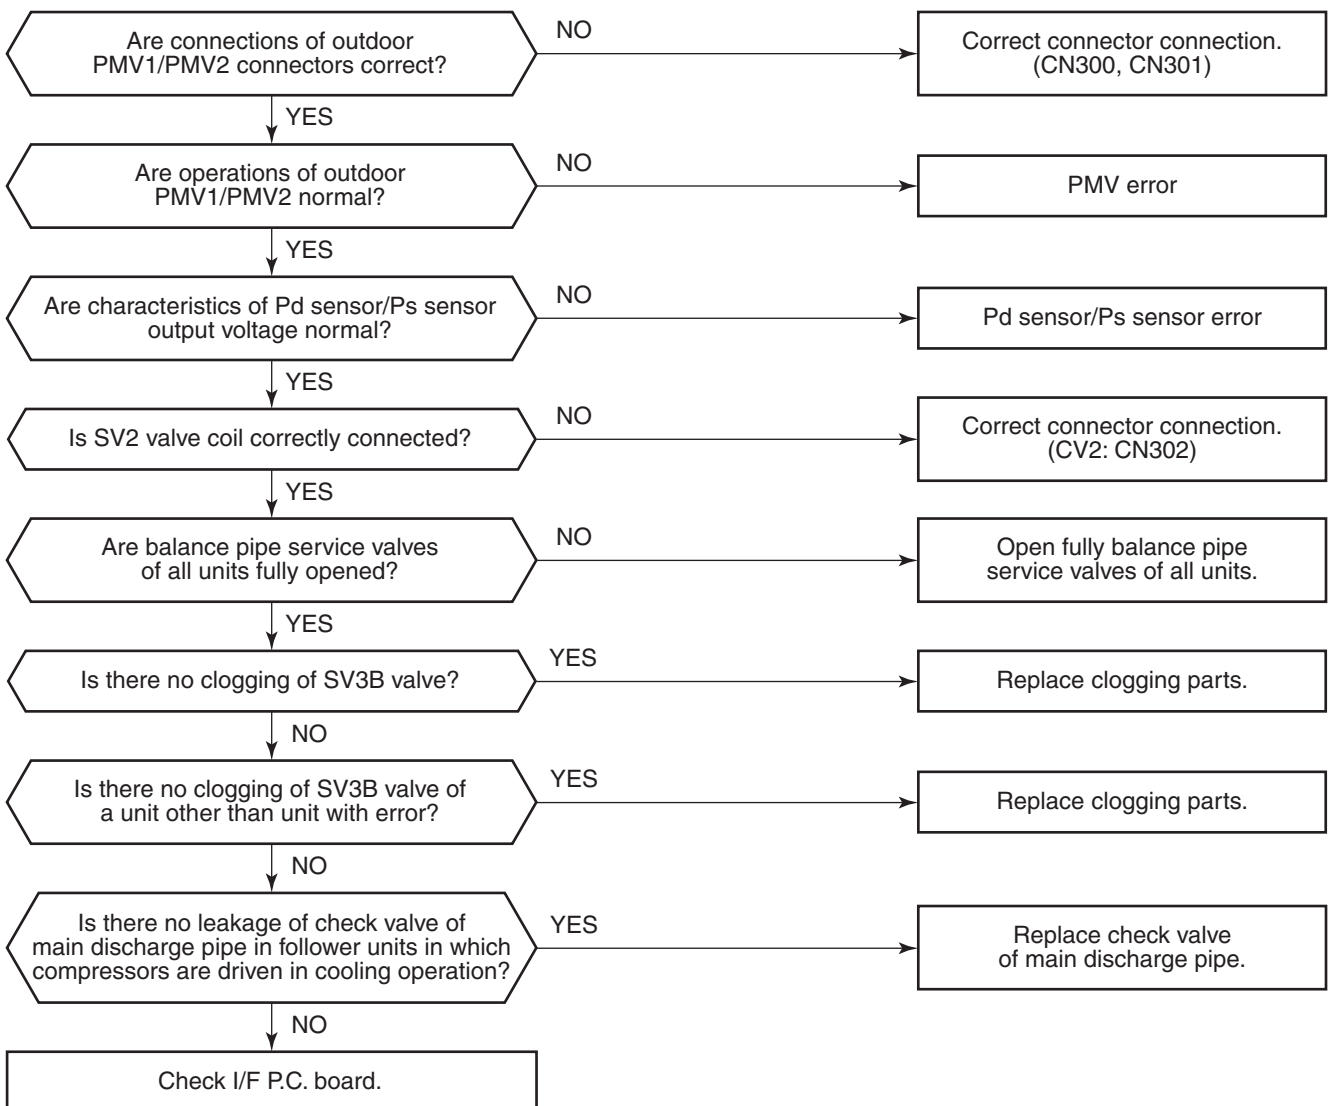 Are connections of outdoor
PMV1/PMV2 connectors correct?
NO
Correct connector connection.
(CN300, CN301)
YES
Are operations of outdoor
PMV1/PMV2 normal?
NO
PMV error
YES
Are characteristics of Pd sensor/Ps sensor
output voltage normal?
NO
Pd sensor/Ps sensor error
YES
Is SV2 valve coil correctly connected?
NO
Correct connector connection.
(CV2: CN302)
YES
Are balance pipe service valves
of all units fully opened?
NO
Open fully balance pipe
service valves of all units.
YES
Is there no clogging of SV3B valve?
YES
Replace clogging parts.
NO
Is there no clogging of SV3B valve of
a unit other than unit with error?
YES
Replace clogging parts.
NO
Is there no leakage of check valve of
main discharge pipe in follower units in which
compressors are driven in cooling operation?
YES
Replace check valve
of main discharge pipe.
NO
Check I/F P.C. board.